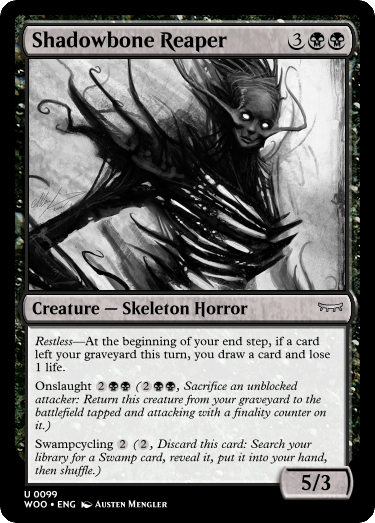 Shadowbone Reaper 3
Creature — Skeleton Horror
Restless—At the beginning of your end step, if a card
left your graveyard this turn, you draw a card and lose
1 life.
Onslaught 2 (2, Sacrifice an unblocked
attacker: Return this creature from your graveyard to the
battlefield tapped and attacking with a finality counter on
it.)
Swampcycling 2 (2, Discard this card: Search your
library for a Swamp card, reveal it, put it into your hand,
then shuffle.)
5/3
U 0099
WOO • ENG Austen Mengler